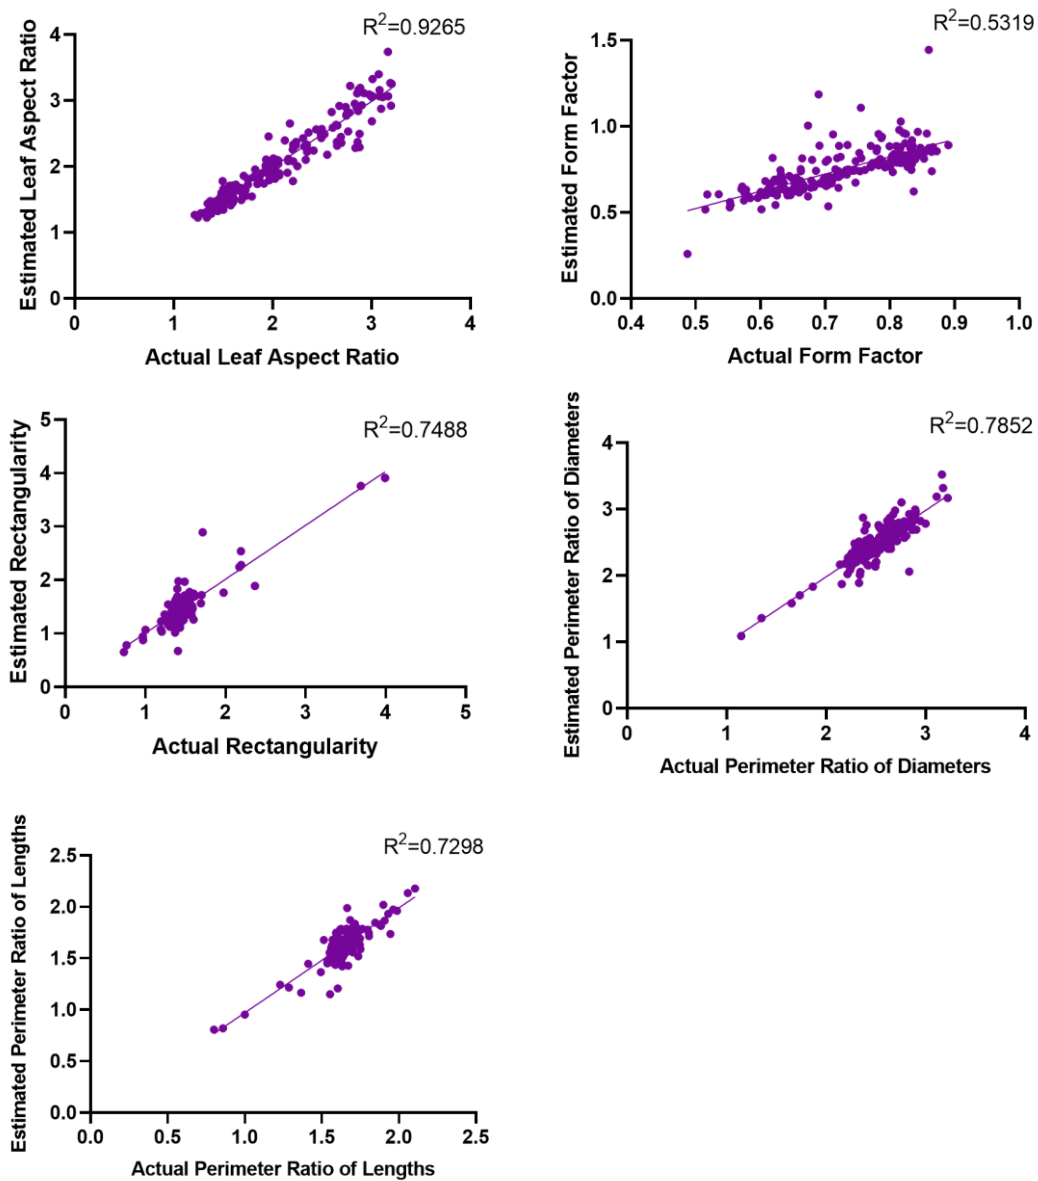 R²=0.9265
Estimated Leaf Aspect Ratio
4
3
2
1
0
0 1 2 3 4
Actual Leaf Aspect Ratio
R²=0.5319
Estimated Form Factor
1.5
1.0
0.5
0.0
0.4 0.5 0.6 0.7 0.8 0.9 1.0
Actual Form Factor
R²=0.7488
Estimated Rectangularity
5
4
3
2
1
0
0 1 2 3 4 5
Actual Rectangularity
R²=0.7852
Estimated Perimeter Ratio of Diameters
4
3
2
1
0
0 1 2 3 4
Actual Perimeter Ratio of Diameters
R²=0.7298
Estimated Perimeter Ratio of Lengths
2.5
2.0
1.5
1.0
0.5
0.0
0.0 0.5 1.0 1.5 2.0 2.5
Actual Perimeter Ratio of Lengths